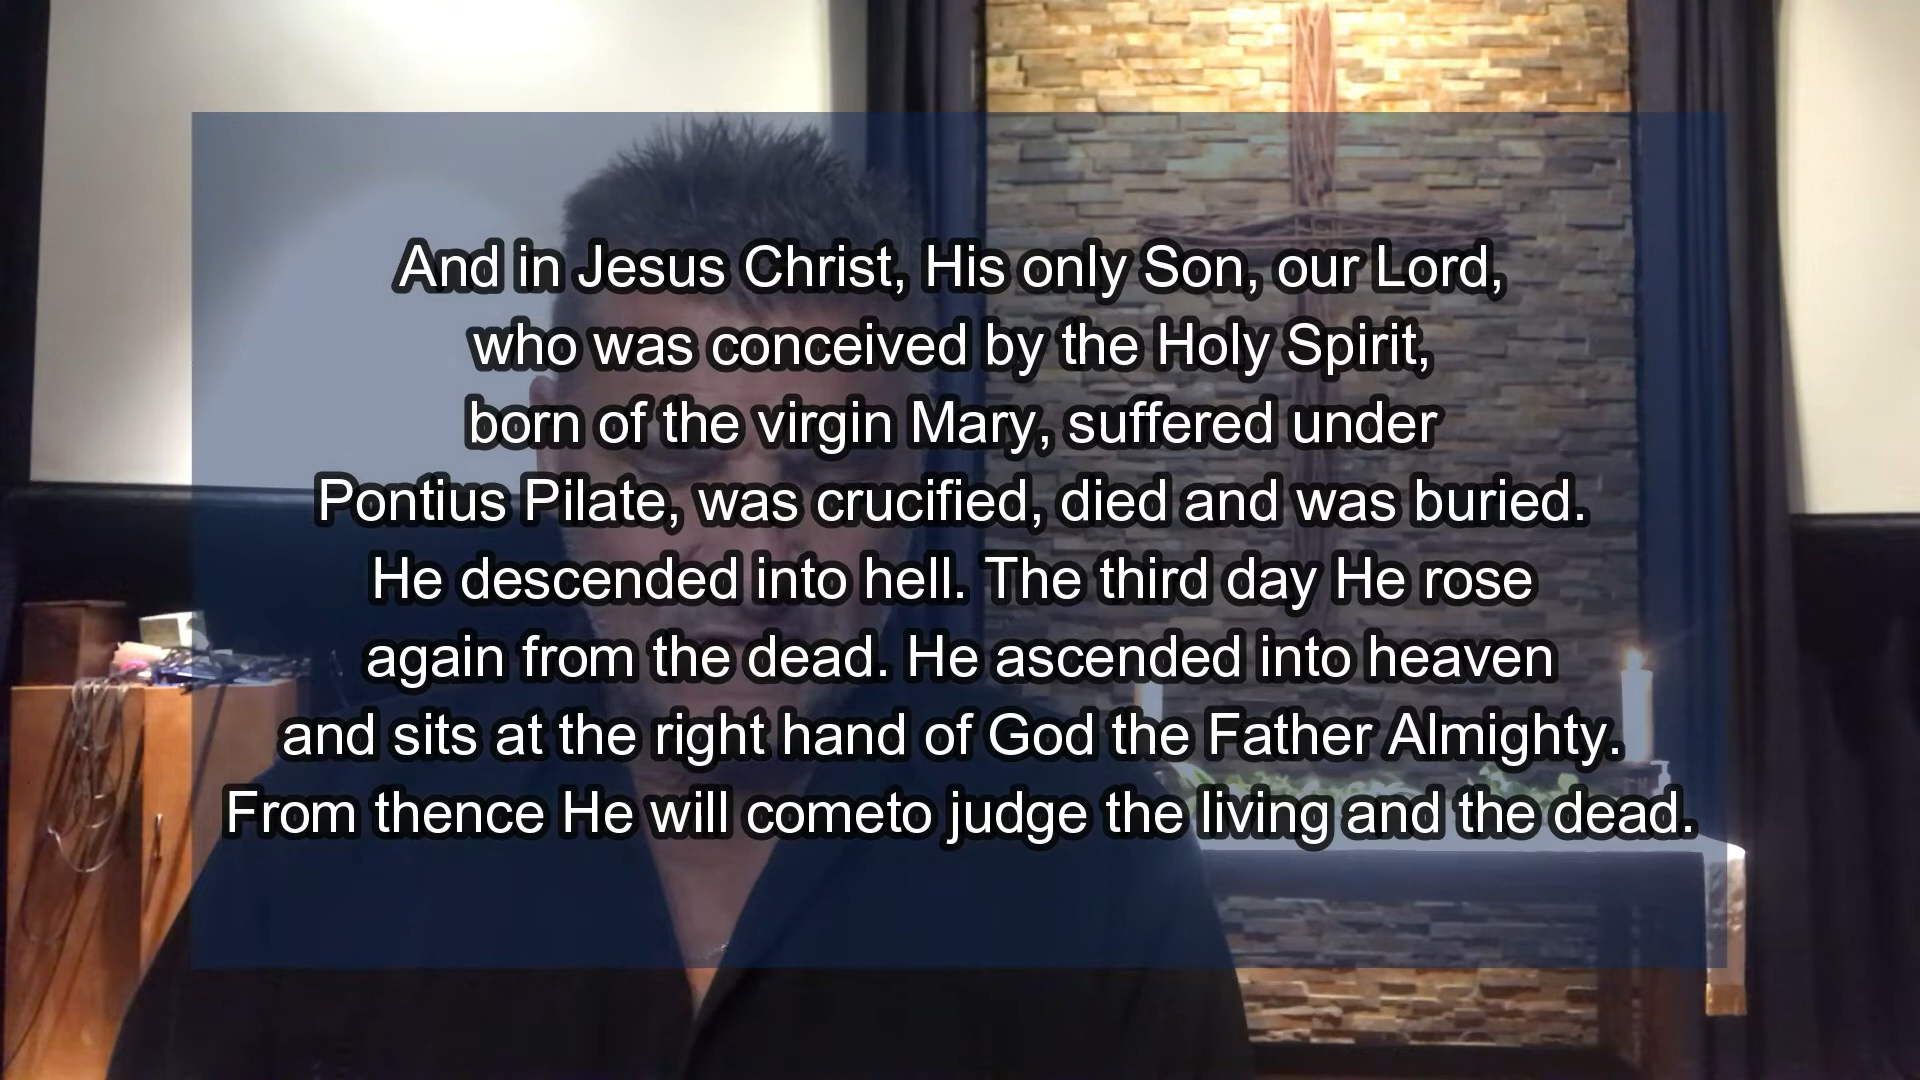 And in Jesus Christ, His only Son, our Lord,
who was conceived by the Holy Spirit,
born of the virgin Mary, suffered under
Pontius Pilate, was crucified, died and was buried.
He descended into hell. The third day He rose
again from the dead. He ascended into heaven
and sits at the right hand of God the Father Almighty.
From thence He will cometo judge the living and the dead.